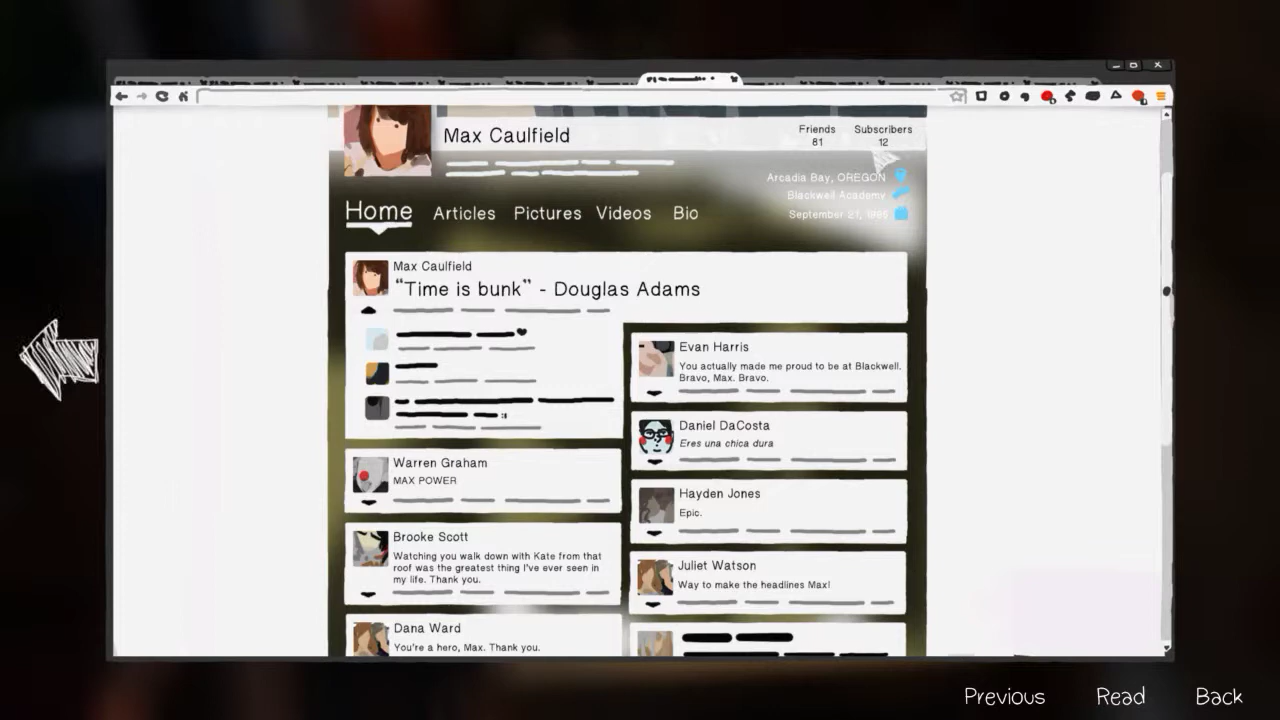 Max Caulfield
Friends
81
Subscribers
12
Arcadia Bay, OREGON
Blackwell Academy
September 21, 1995
Home Articles Pictures Videos Bio
Max Caulfield
“Time is bunk” - Douglas Adams
Warren Graham
MAX POWER
Brooke Scott
Watching you walk down with Kate from that
roof was the greatest thing I've ever seen in
my life. Thank you.
Dana Ward
You're a hero, Max. Thank you.
Evan Harris
You actually made me proud to be at Blackwell.
Bravo, Max. Bravo.
Daniel DaCosta
Eres una chica dura
Hayden Jones
Epic.
Juliet Watson
Way to make the headlines Max!
Previous Read Back